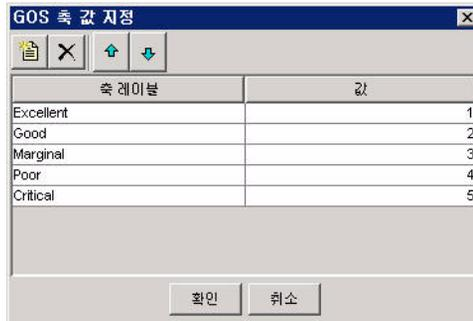 GOS 축 값 지정
축 레이블 값
Excellent 1
Good 2
Marginal 3
Poor 4
Critical 5
확인 취소